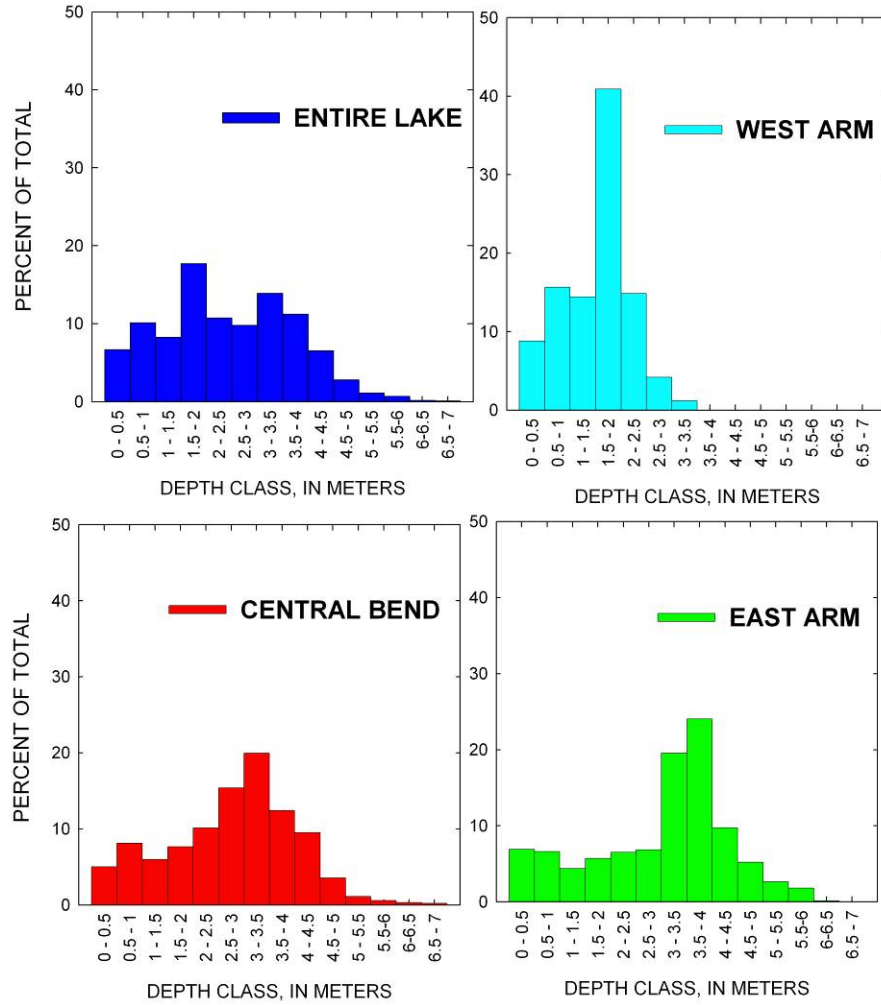 50
40
30
20
10
0
PERCENT OF TOTAL
ENTIRE LAKE
0 - 0.5
0.5 - 1
1 - 1.5
1.5 - 2
2 - 2.5
2.5 - 3
3 - 3.5
3.5 - 4
4 - 4.5
4.5 - 5
5 - 5.5
5.5-6
6-6.5
6.5 - 7
DEPTH CLASS, IN METERS
50
40
30
20
10
0
WEST ARM
0 - 0.5
0.5 - 1
1 - 1.5
1.5 - 2
2 - 2.5
2.5 - 3
3 - 3.5
3.5 - 4
4 - 4.5
4.5 - 5
5 - 5.5
5.5-6
6-6.5
6.5 - 7
DEPTH CLASS, IN METERS
50
40
30
20
10
0
PERCENT OF TOTAL
CENTRAL BEND
0 - 0.5
0.5 - 1
1 - 1.5
1.5 - 2
2 - 2.5
2.5 - 3
3 - 3.5
3.5 - 4
4 - 4.5
4.5 - 5
5 - 5.5
5.5-6
6-6.5
6.5 - 7
DEPTH CLASS, IN METERS
50
40
30
20
10
0
EAST ARM
0 - 0.5
0.5 - 1
1 - 1.5
1.5 - 2
2 - 2.5
2.5 - 3
3 - 3.5
3.5 - 4
4 - 4.5
4.5 - 5
5 - 5.5
5.5-6
6-6.5
6.5 - 7
DEPTH CLASS, IN METERS